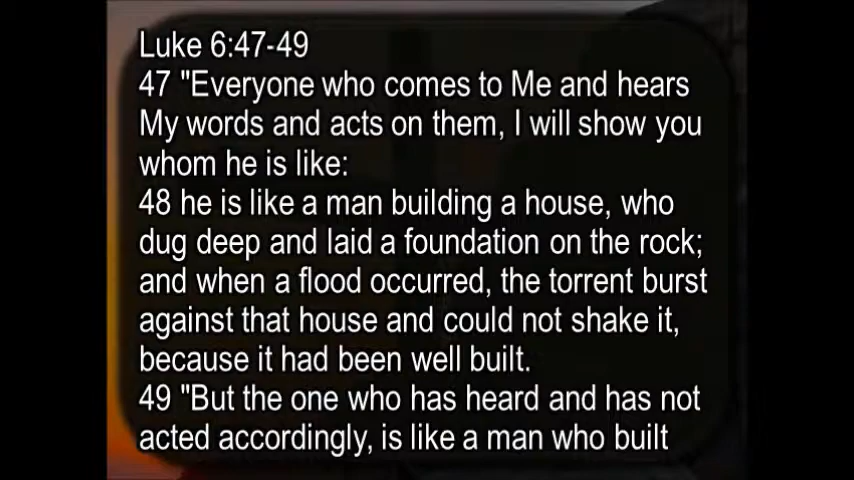 Luke 6:47-49
47 "Everyone who comes to Me and hears
My words and acts on them, I will show you
whom he is like:
48 he is like a man building a house, who
dug deep and laid a foundation on the rock;
and when a flood occurred, the torrent burst
against that house and could not shake it,
because it had been well built.
49 "But the one who has heard and has not
acted accordingly, is like a man who built